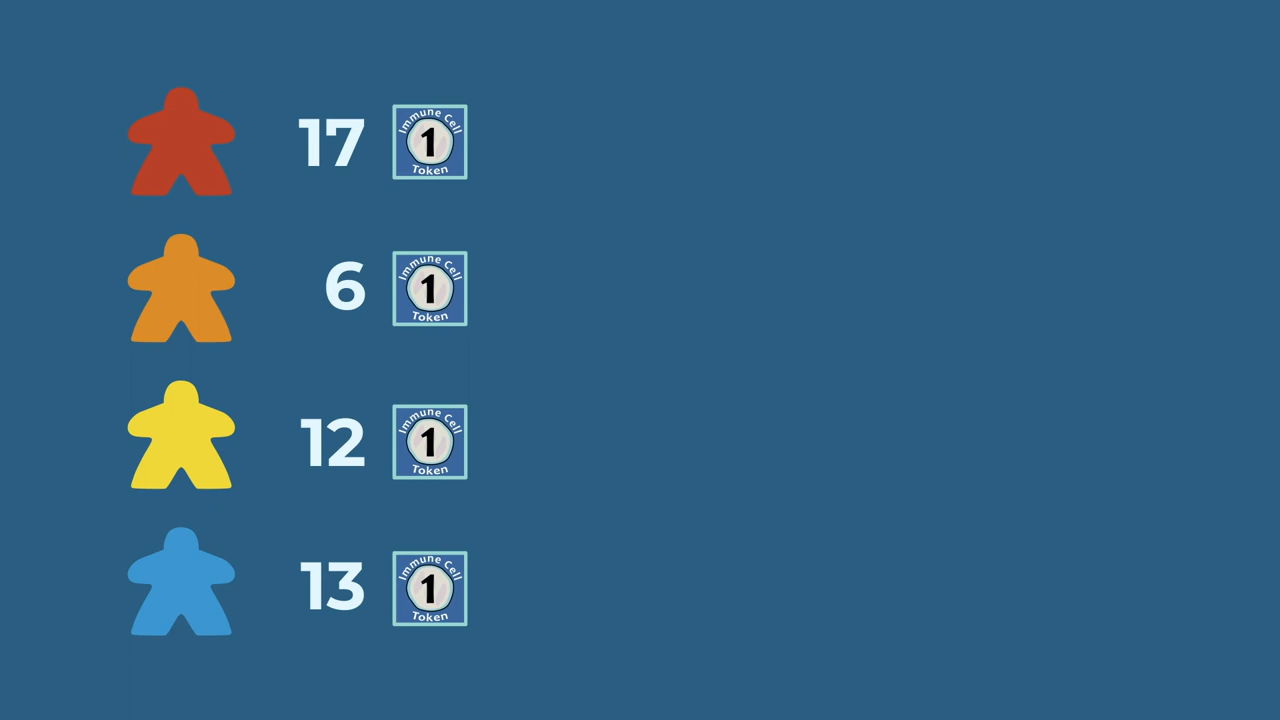 17 Immune Cell 1 Token
6 Immune Cell 1 Token
12 Immune Cell 1 Token
13 Immune Cell 1 Token